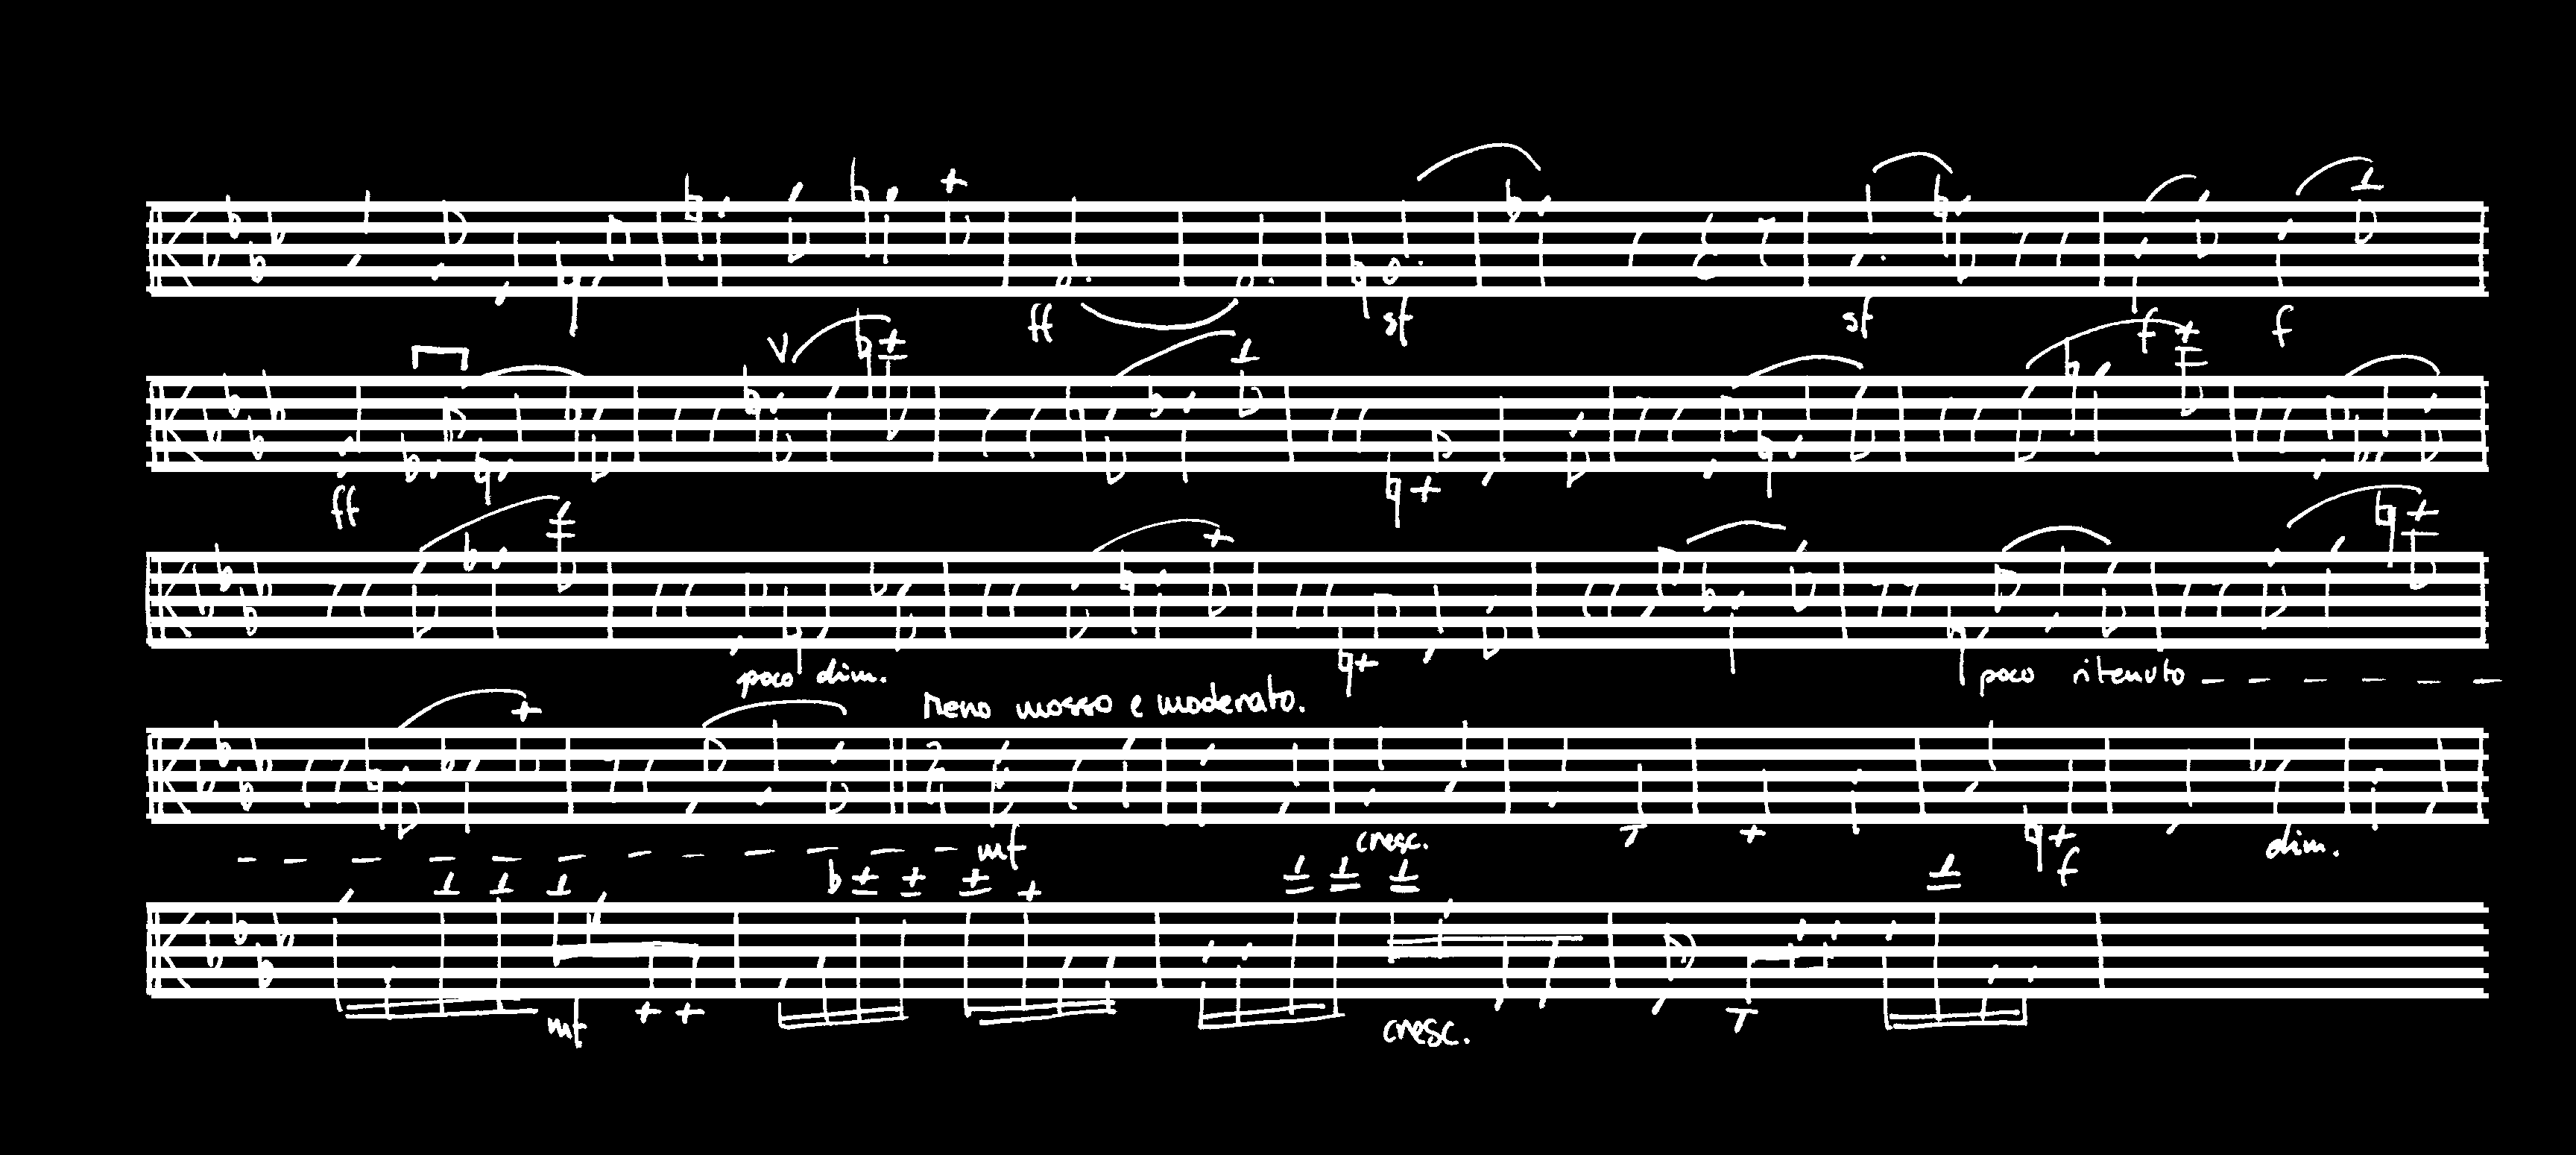 ff sf sf f f
ff
poco dim. poco ritenuto
Meno mosso e moderato.
mf cresc. f dim.
mf cresc.